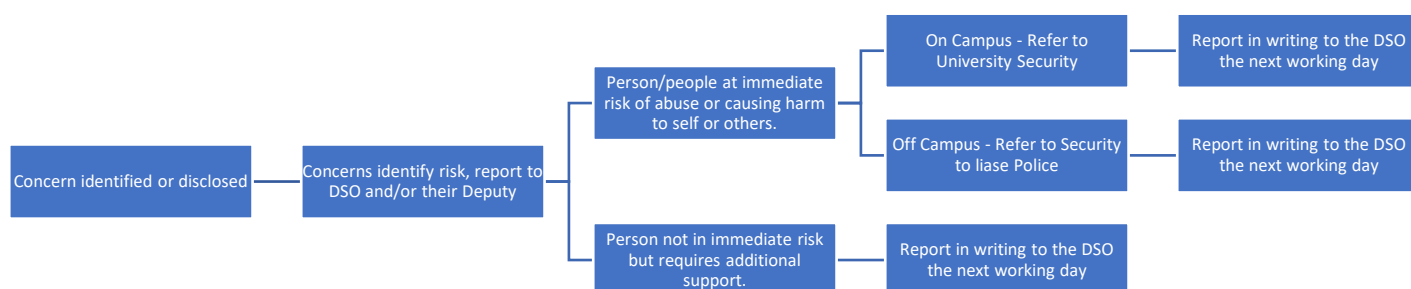 Concern identified or disclosed
Concerns identify risk, report to
DSO and/or their Deputy
Person/people at immediate
risk of abuse or causing harm
to self or others.
On Campus - Refer to
University Security
Report in writing to the DSO
the next working day
Off Campus - Refer to Security
to liase Police
Report in writing to the DSO
the next working day
Person not in immediate risk
but requires additional
support.
Report in writing to the DSO
the next working day